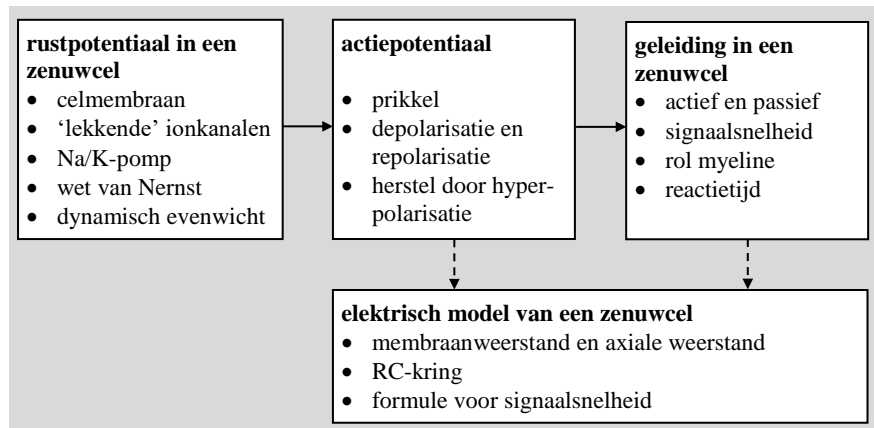 rustpotentiaal in een
zenuwcel
• celmembraan
• ‘lekkende’ ionkanalen
• Na/K-pomp
• wet van Nernst
• dynamisch evenwicht
actiepotentiaal
• prikkel
• depolarisatie en
repolarisatie
• herstel door hyper-
polarisatie
geleiding in een
zenuwcel
• actief en passief
• signaalsnelheid
• rol myeline
• reactietijd
elektrisch model van een zenuwcel
• membraanweerstand en axiale weerstand
• RC-kring
• formule voor signaalsnelheid